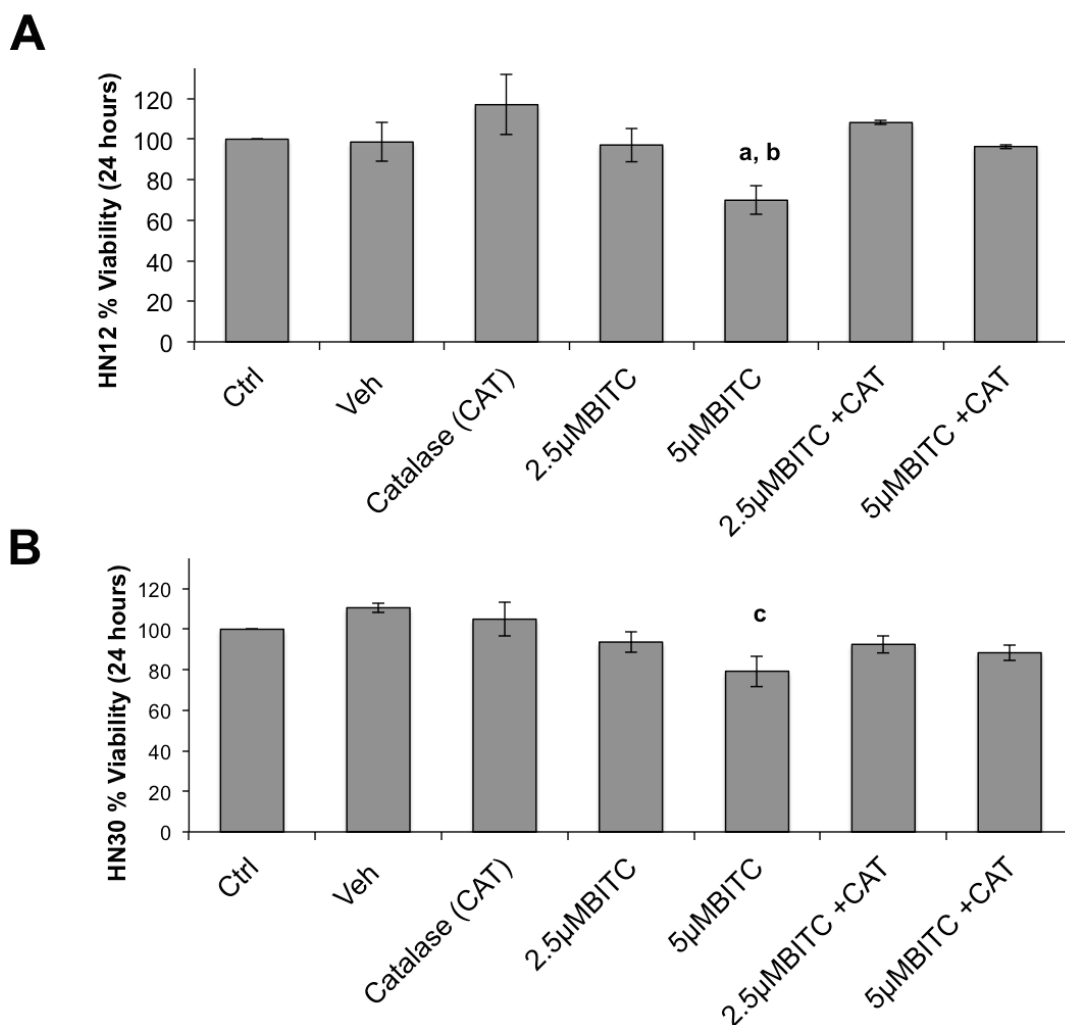 A
HN12 % Viability (24 hours)
120
100
80
60
40
20
0
a, b
Ctrl
Veh
Catalase (CAT)
2.5µMBITC
5µMBITC
2.5µMBITC +CAT
5µMBITC +CAT
B
HN30 % Viability (24 hours)
120
100
80
60
40
20
0
c
Ctrl
Veh
Catalase (CAT)
2.5µMBITC
5µMBITC
2.5µMBITC +CAT
5µMBITC +CAT